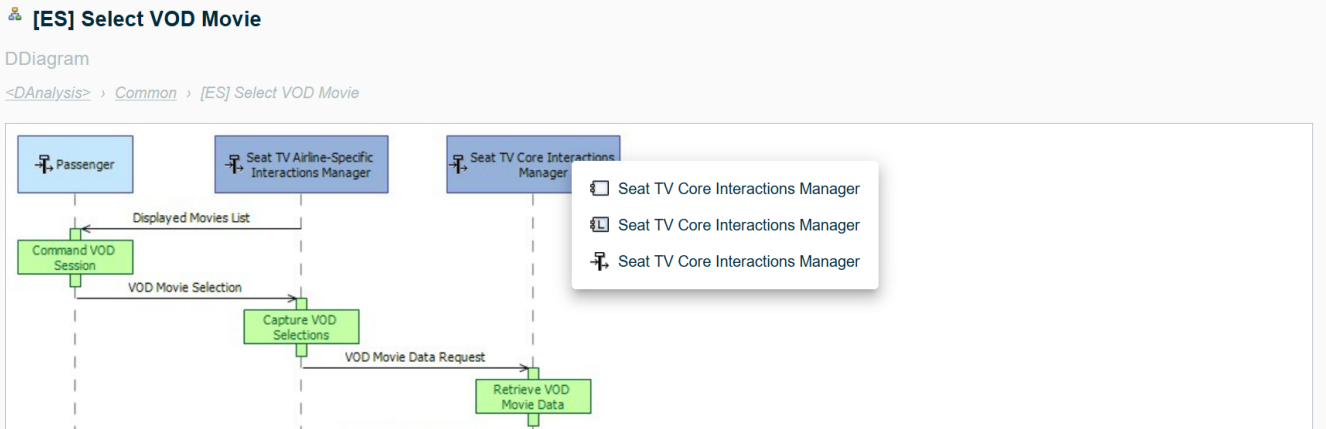 [ES] Select VOD Movie
DDiagram
<DAnalysis> › Common › [ES] Select VOD Movie
Passenger
Seat TV Airline-Specific
Interactions Manager
Seat TV Core Interactions
Manager
Seat TV Core Interactions Manager
L Seat TV Core Interactions Manager
Seat TV Core Interactions Manager
Displayed Movies List
Command VOD
Session
VOD Movie Selection
Capture VOD
Selections
VOD Movie Data Request
Retrieve VOD
Movie Data